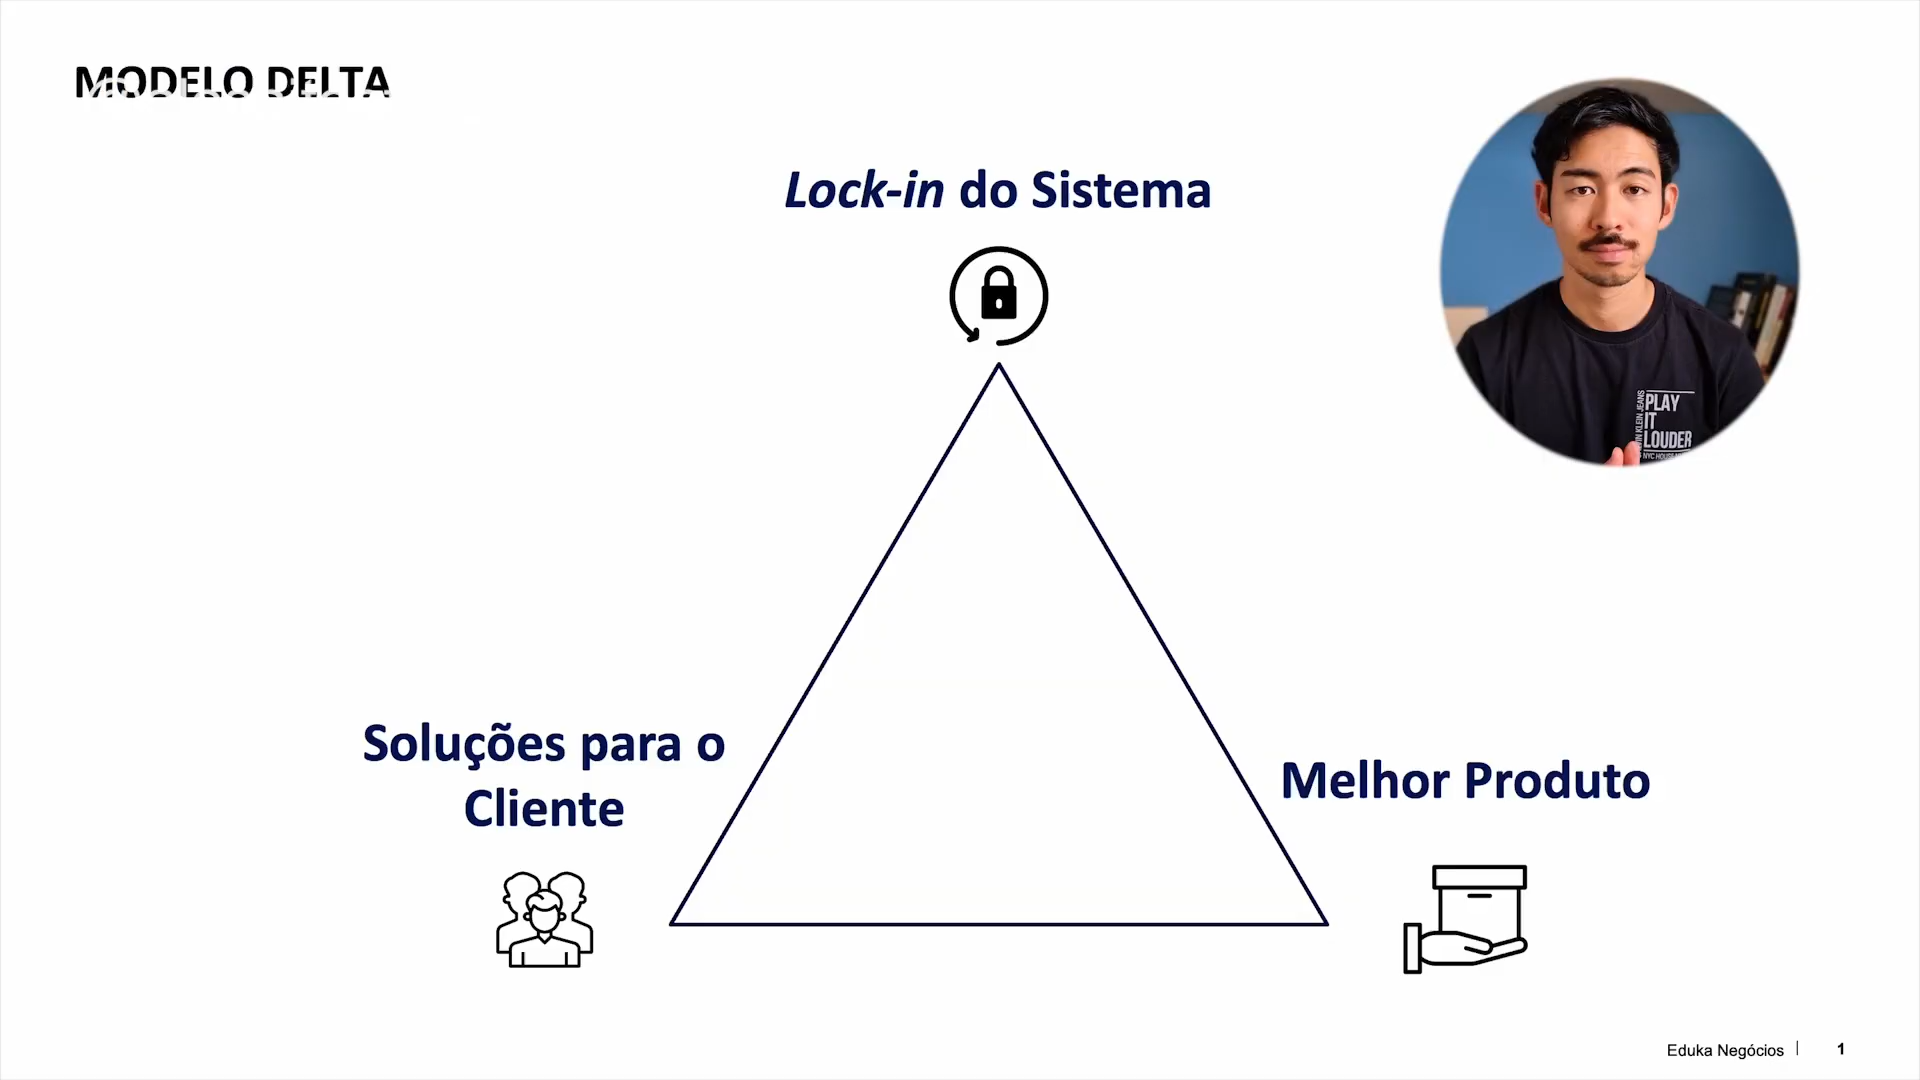 MODELO DELTA
Lock-in do Sistema
PLAY
IT
LOUDER
Soluções para o
Cliente
Melhor Produto
Eduka Negócios
1